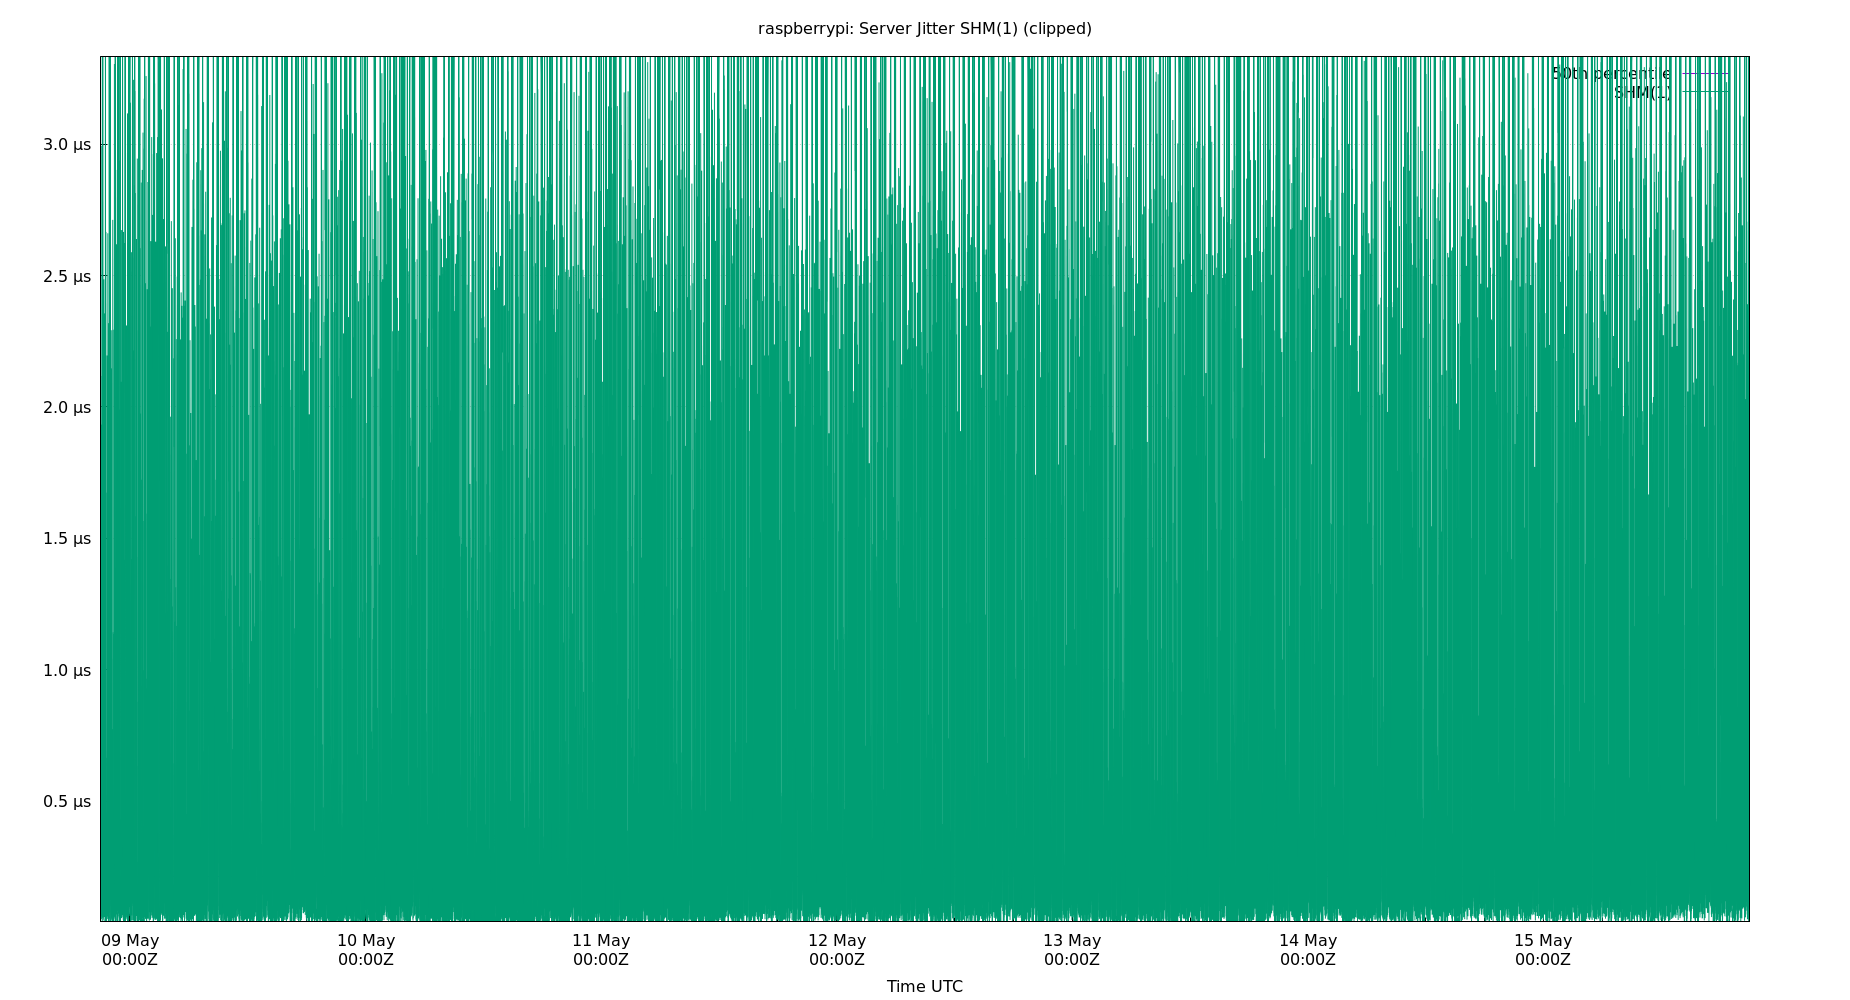 raspberrypi: Server Jitter SHM(1) (clipped)
50th percentile
SHM(1)
3.0 µs
2.5 µs
2.0 µs
1.5 µs
1.0 µs
0.5 µs
09 May 10 May 11 May 12 May 13 May 14 May 15 May
00:00Z 00:00Z 00:00Z 00:00Z 00:00Z 00:00Z 00:00Z
Time UTC